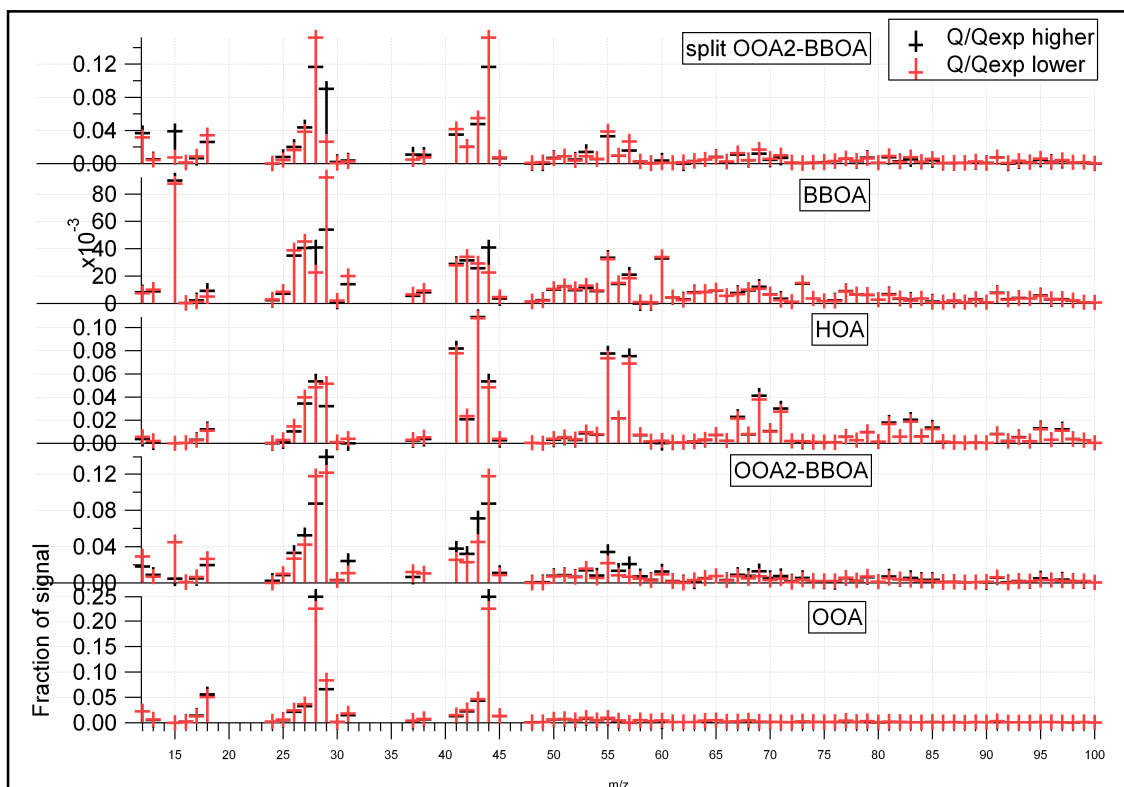 split OOA2-BBOA
Q/Qexp higher
Q/Qexp lower
0.12
0.08
0.04
0.00
BBOA
x10-3
80
60
40
20
0
HOA
0.10
0.08
0.06
0.04
0.02
0.00
OOA2-BBOA
0.12
0.08
0.04
0.00
OOA
0.25
0.20
0.15
0.10
0.05
0.00
Fraction of signal
15 20 25 30 35 40 45 50 55 60 65 70 75 80 85 90 95 100
m/z